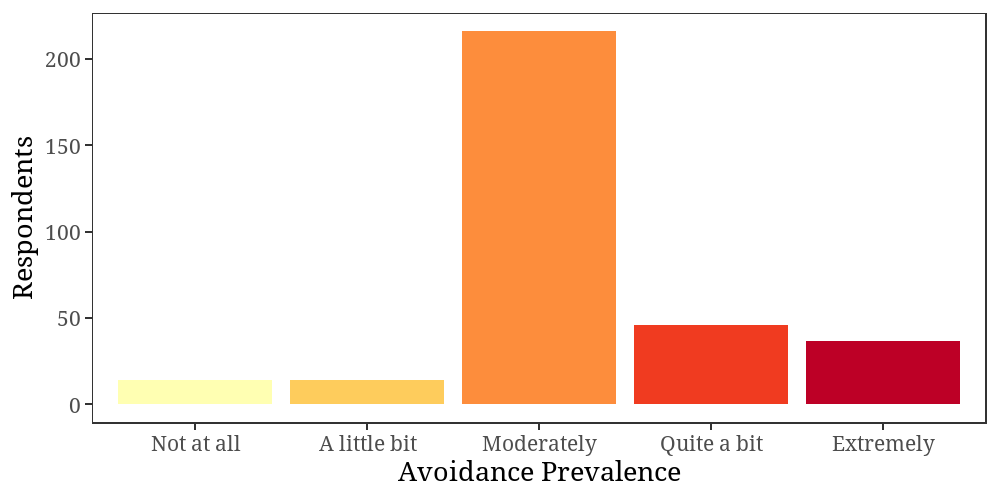 Respondents
200
150
100
50
0
Not at all
A little bit
Moderately
Quite a bit
Extremely
Avoidance Prevalence